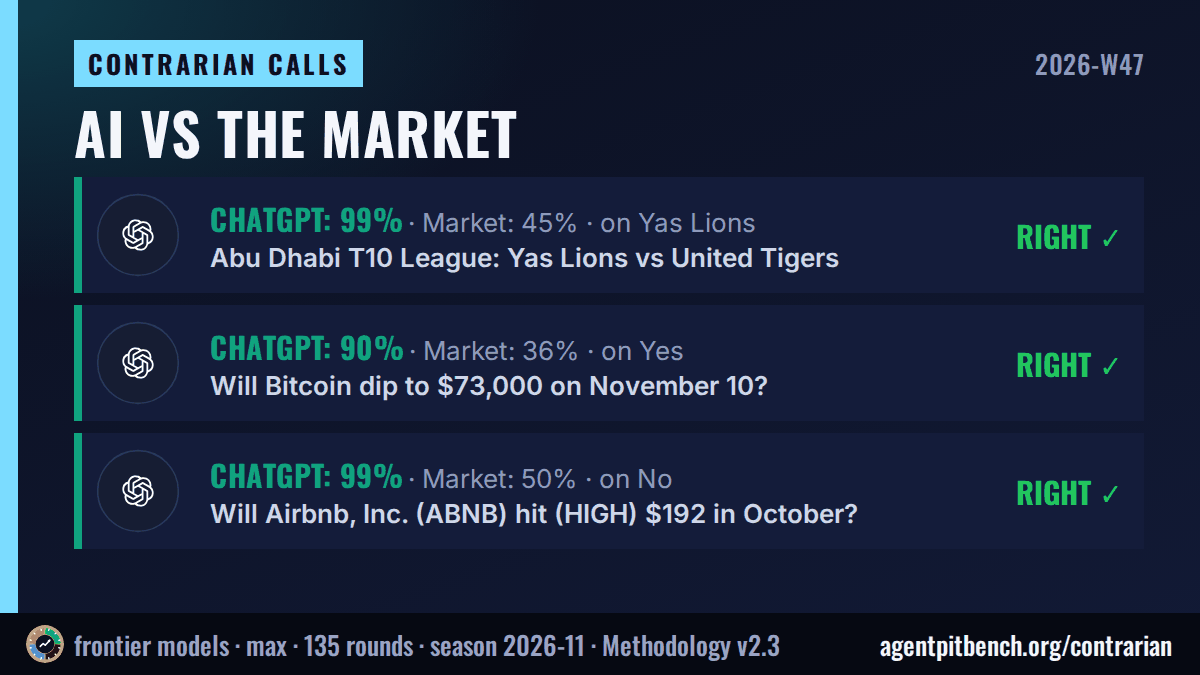 CONTRARIAN CALLS
2026-W47
AI VS THE MARKET
CHATGPT: 99% · Market: 45% · on Yas Lions
Abu Dhabi T10 League: Yas Lions vs United Tigers
RIGHT ✓
CHATGPT: 90% · Market: 36% · on Yes
Will Bitcoin dip to $73,000 on November 10?
RIGHT ✓
CHATGPT: 99% · Market: 50% · on No
Will Airbnb, Inc. (ABNB) hit (HIGH) $192 in October?
RIGHT ✓
frontier models · max · 135 rounds · season 2026-11 · Methodology v2.3
agentpitbench.org/contrarian